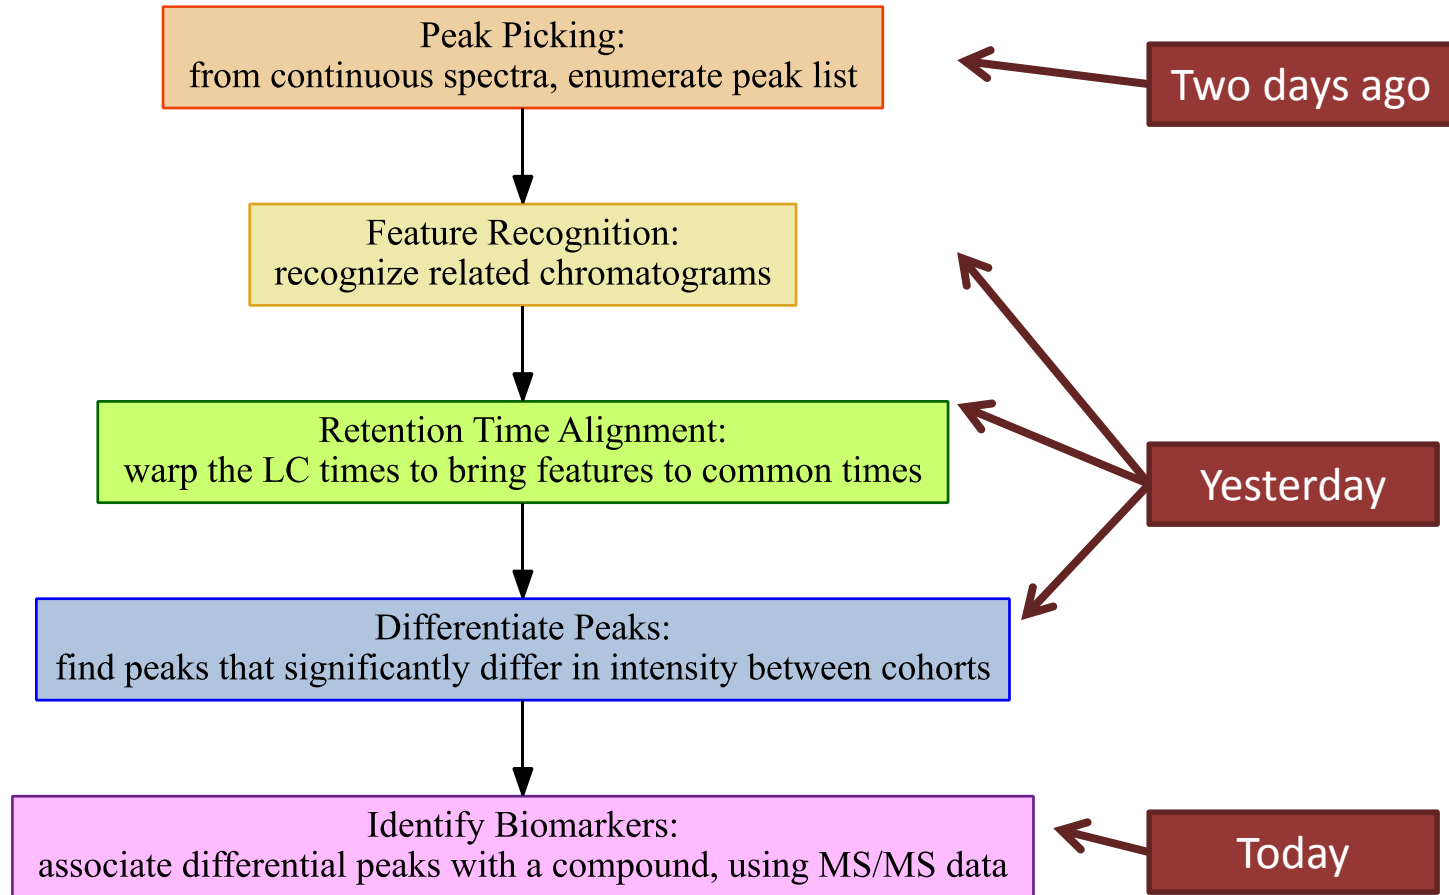 Peak Picking:
from continuous spectra, enumerate peak list
Two days ago
Feature Recognition:
recognize related chromatograms
Retention Time Alignment:
warp the LC times to bring features to common times
Yesterday
Differentiate Peaks:
find peaks that significantly differ in intensity between cohorts
Identify Biomarkers:
associate differential peaks with a compound, using MS/MS data
Today